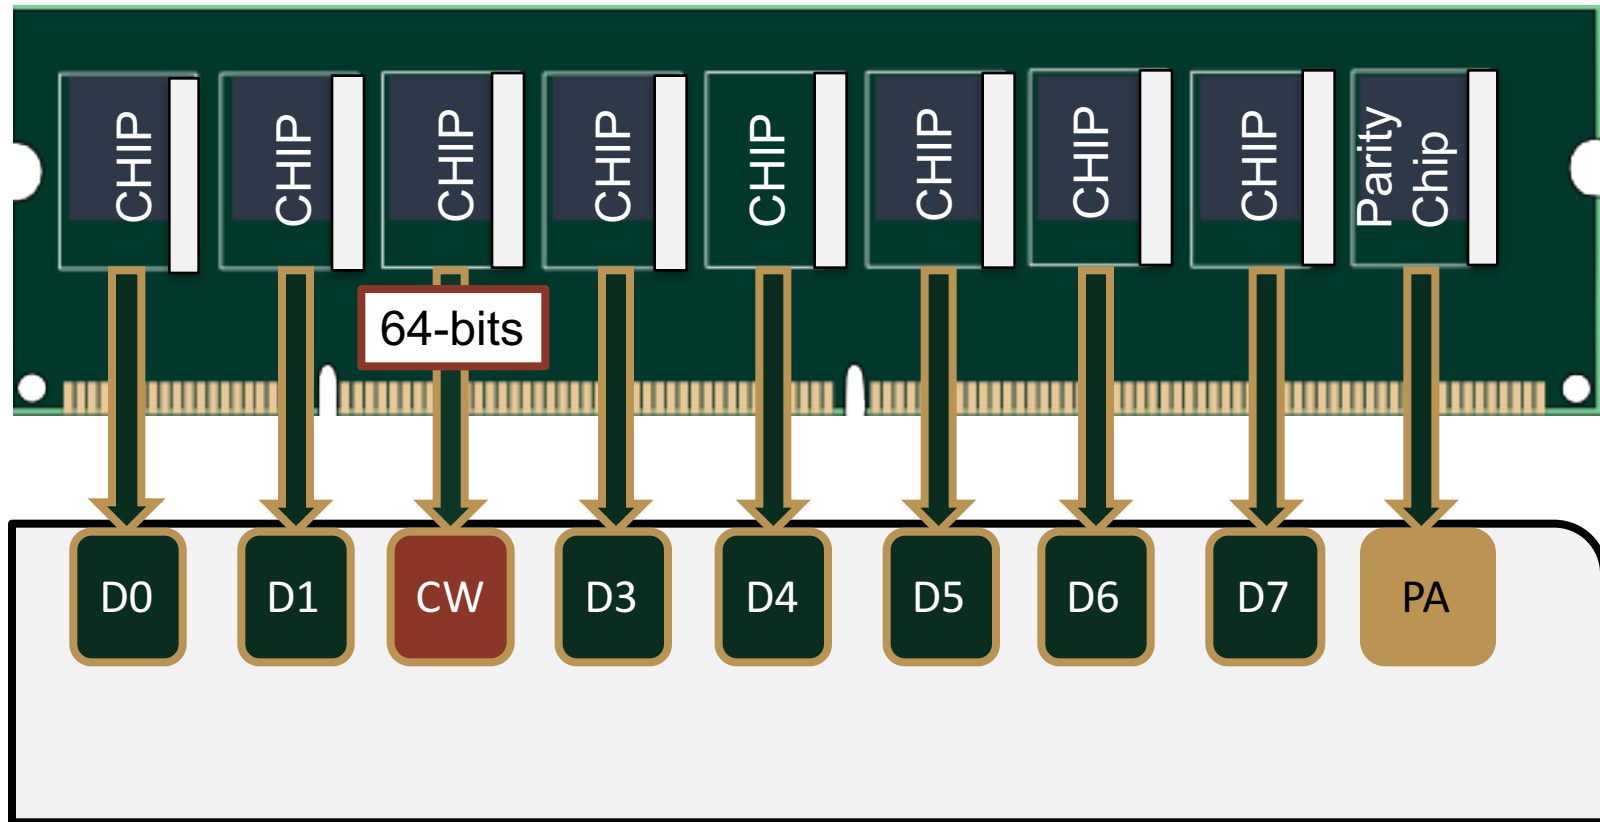 CHIP
CHIP
CHIP
CHIP
CHIP
CHIP
CHIP
CHIP
Parity
Chip
64-bits
D0
D1
CW
D3
D4
D5
D6
D7
PA